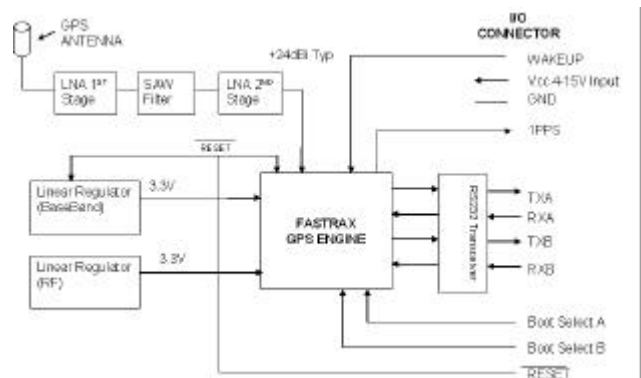 GPS
ANTENNA
I/O
CONNECTOR
+24dBi Typ
WAKEUP
Vcc 4-15V Input
GND
1PPS
LNA 1ST
Stage
SAW
Filter
LNA 2ND
Stage
RESET
Linear Regulator
(BaseBand)
3.3V
FASTRAX
GPS ENGINE
RS232 Transceiver
TXA
RXA
TXB
RXB
Linear Regulator
(RF)
3.3V
Boot Select A
Boot Select B
RESET